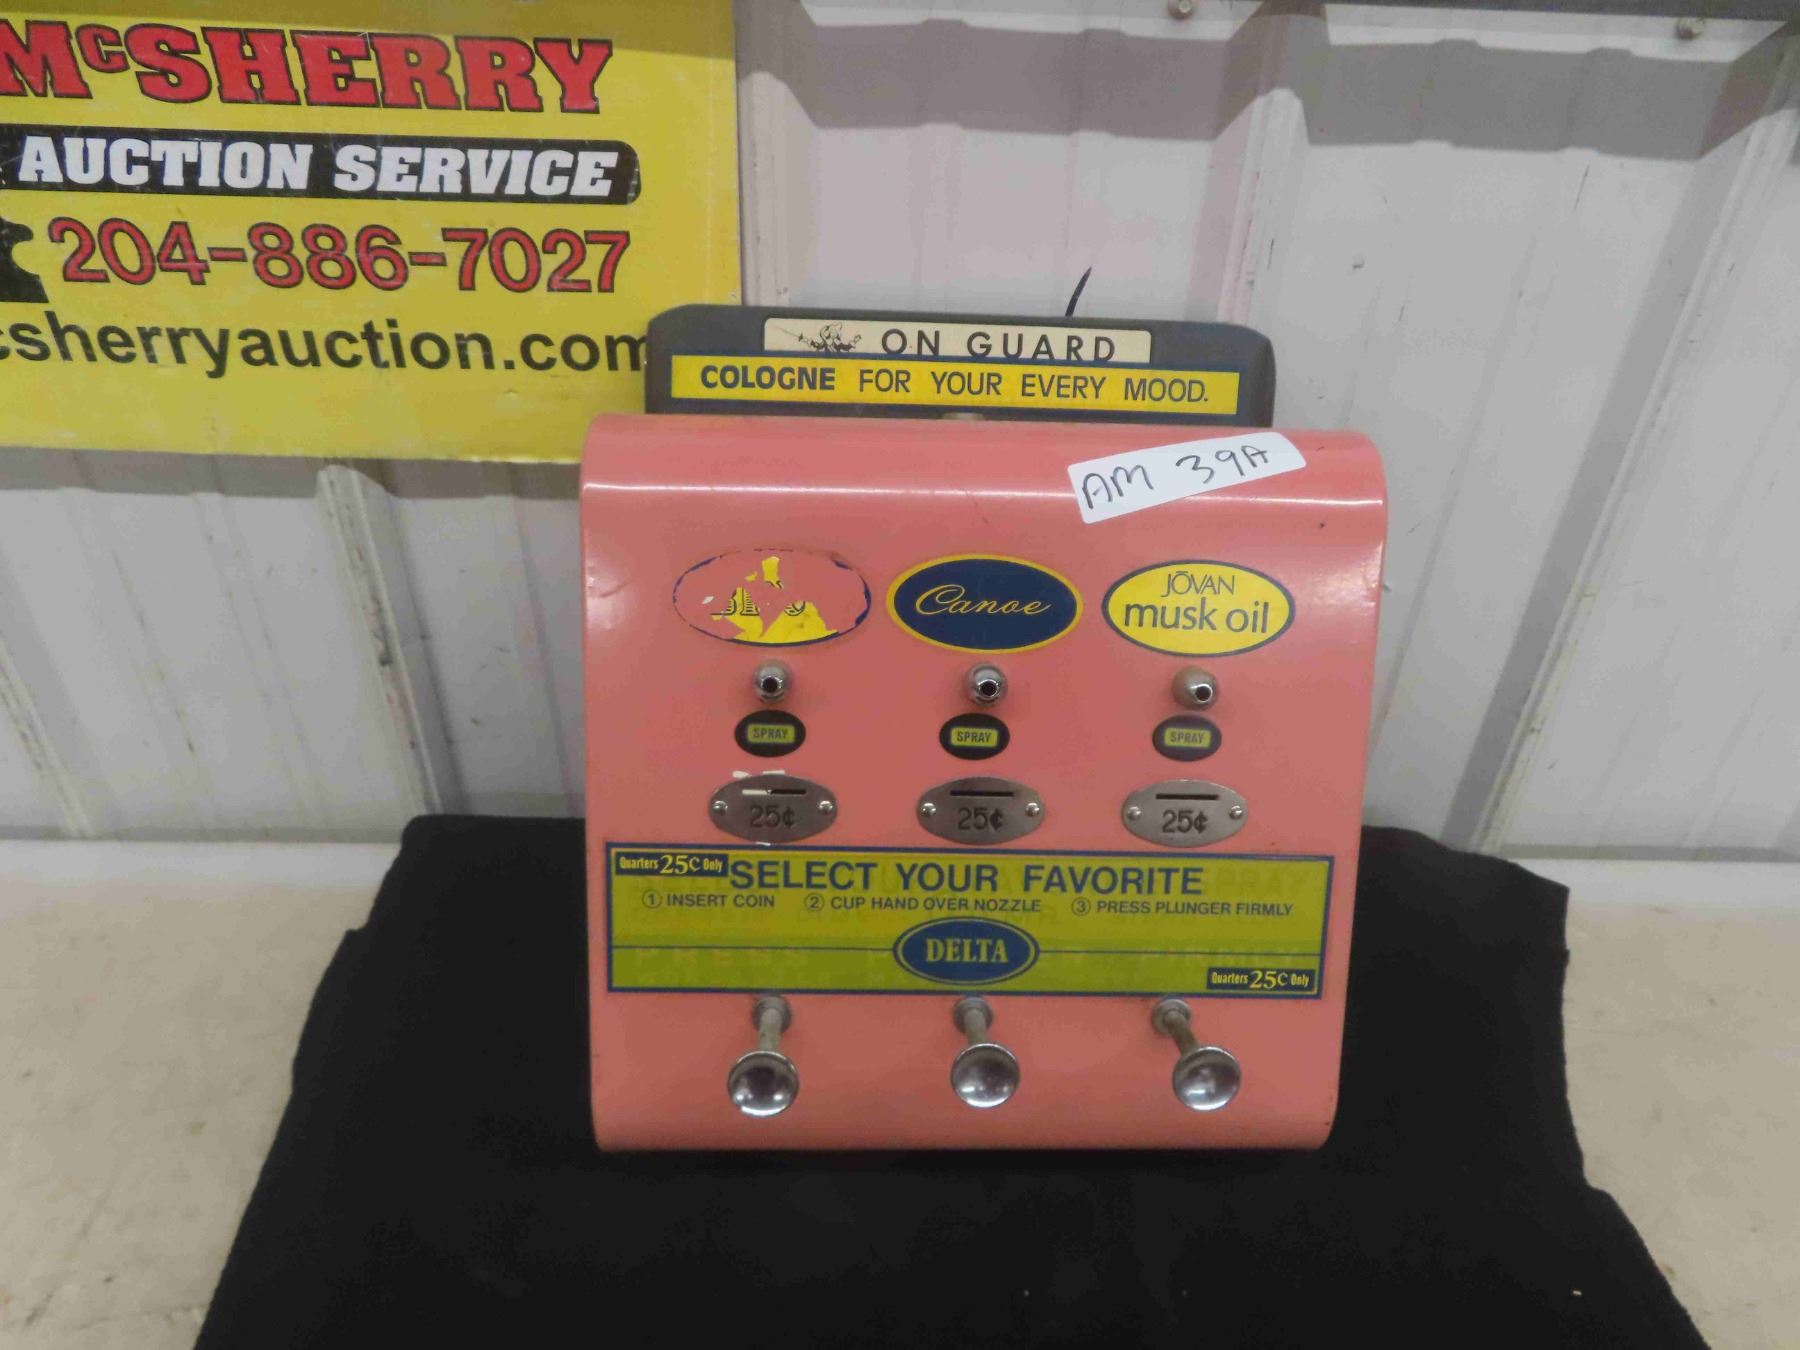 McSHERRY
AUCTION SERVICE
204-886-7027
csherryauction.com
ON GUARD
COLOGNE FOR YOUR EVERY MOOD.
AM 39A
Canoe
JŌVAN
musk oil
SPRAY
SPRAY
SPRAY
25¢
25¢
25¢
Quarters 25¢ Only
SELECT YOUR FAVORITE
① INSERT COIN ② CUP HAND OVER NOZZLE ③ PRESS PLUNGER FIRMLY
DELTA
Quarters 25¢ Only